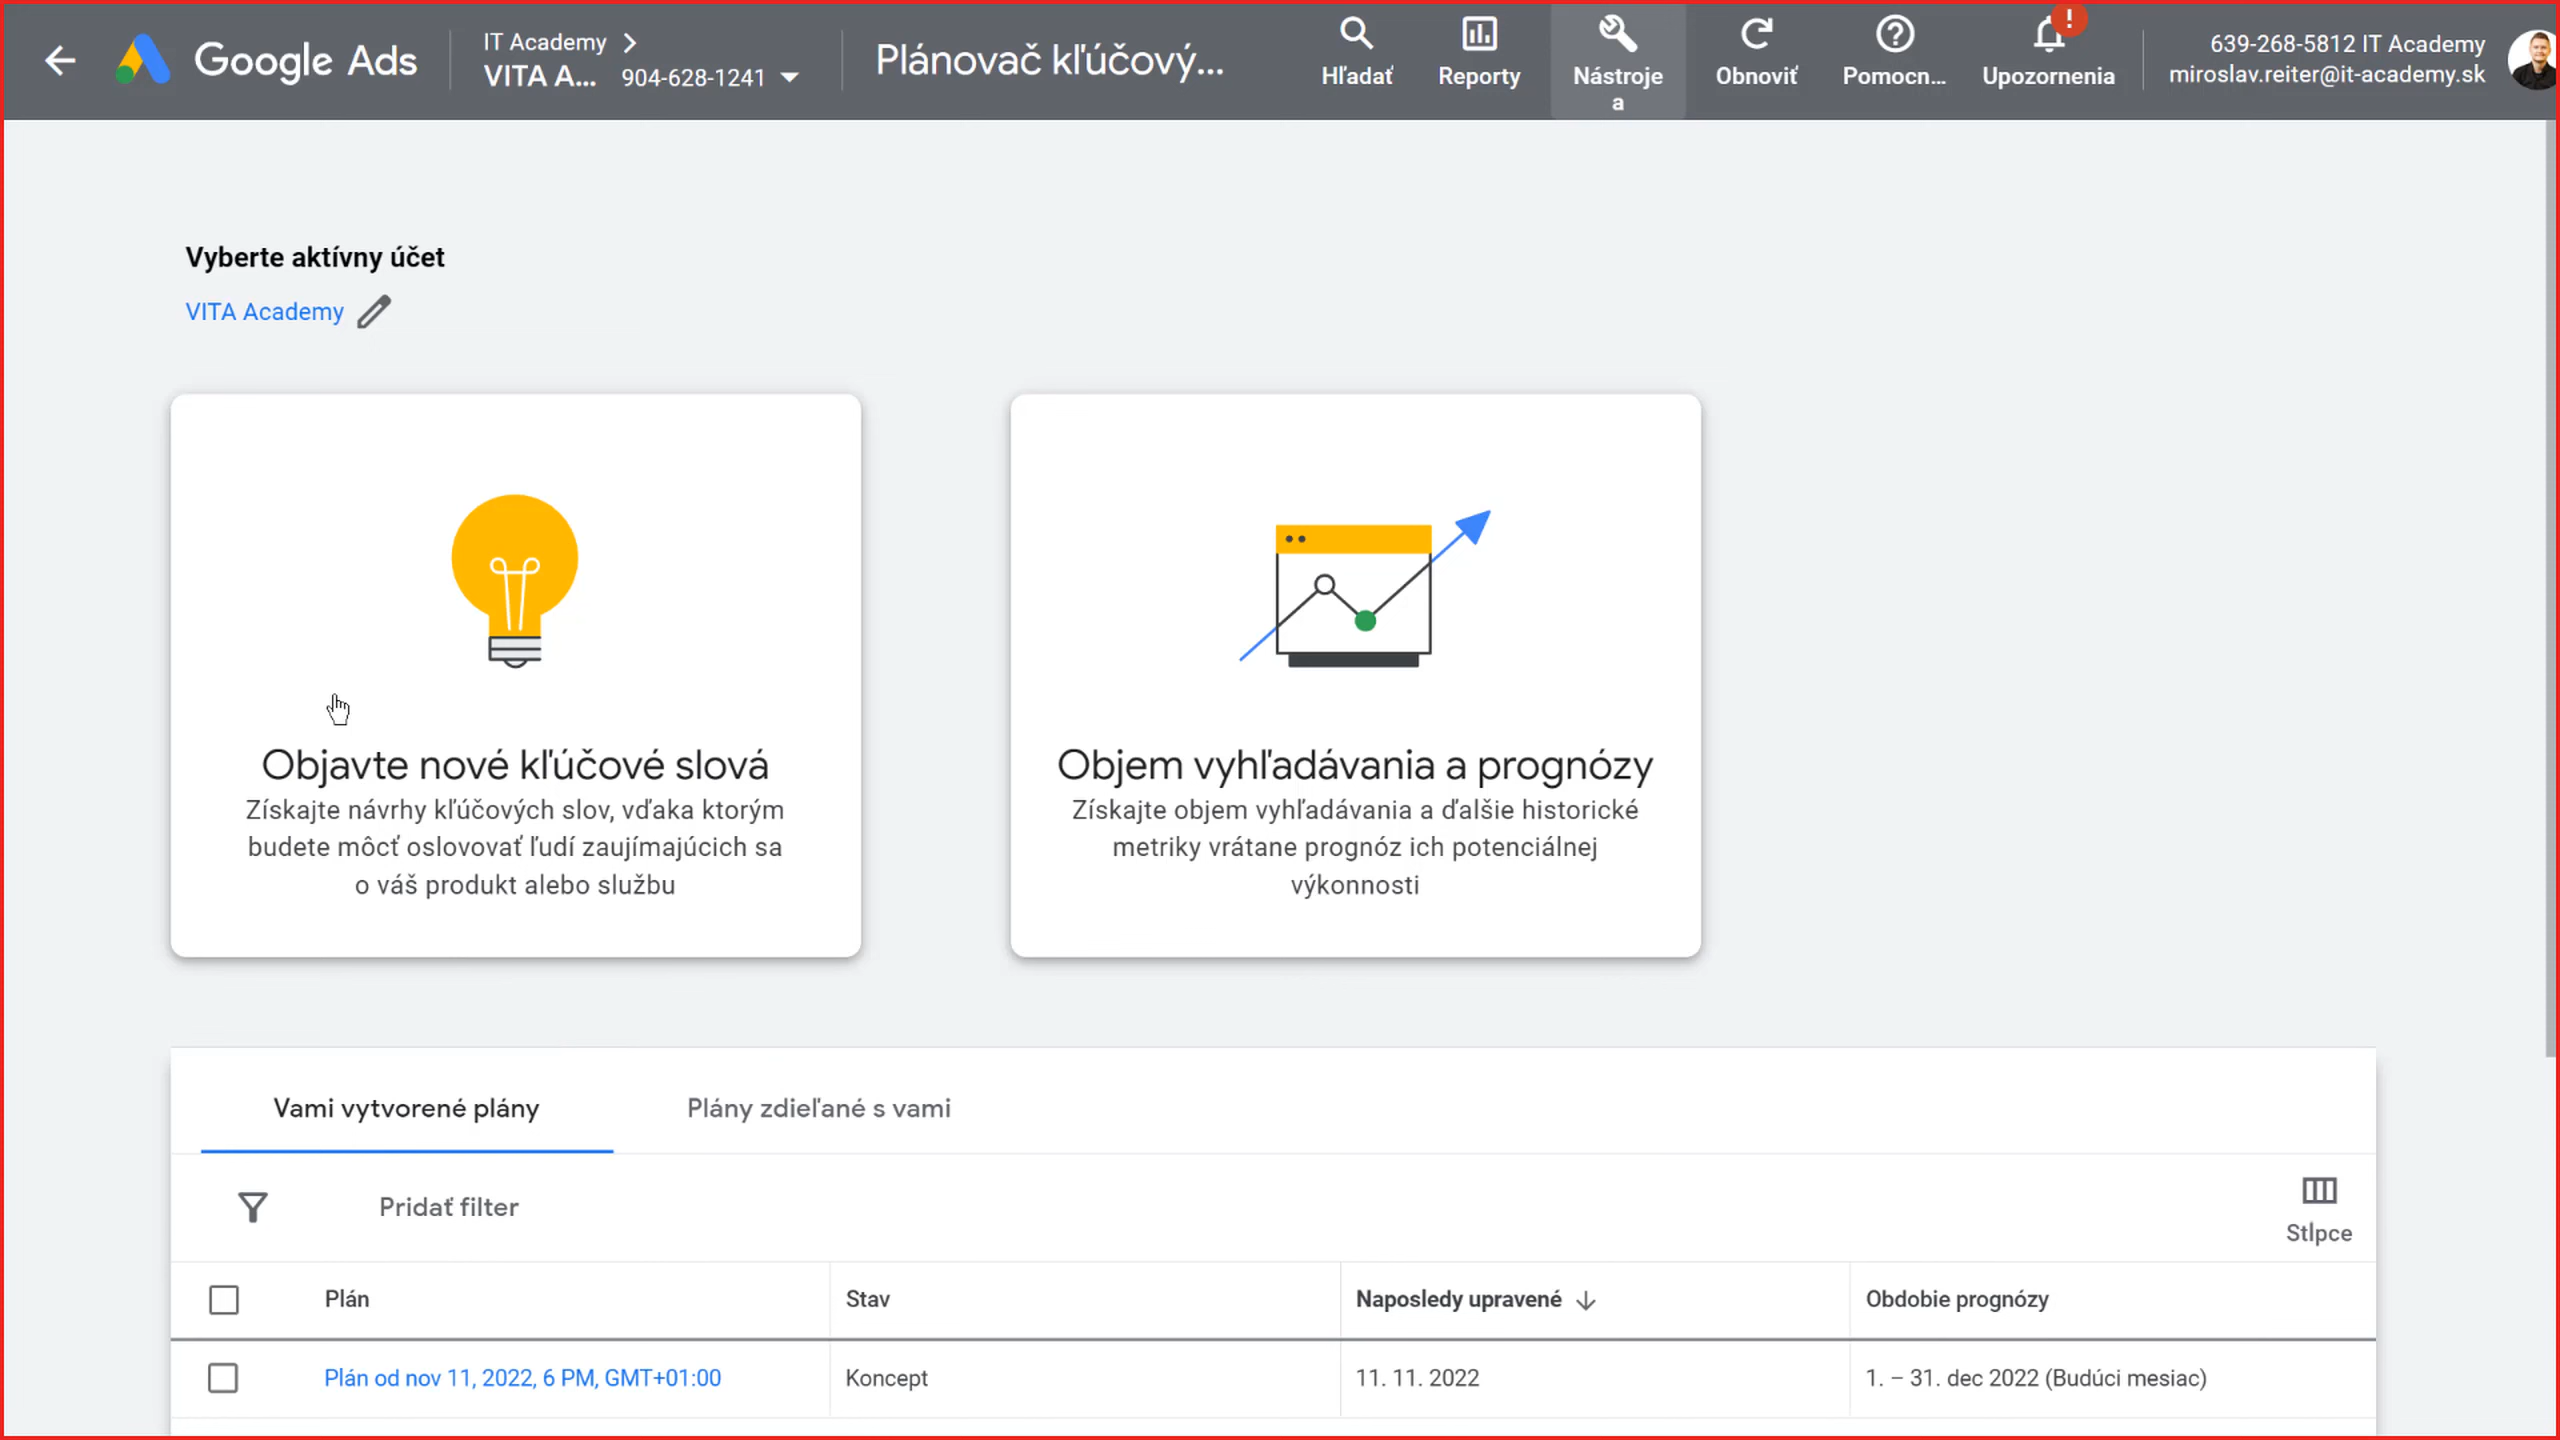 Google Ads
IT Academy
VITA A... 904-628-1241
Plánovač kľúčový...
Hľadať
Reporty
Nástroje
a
Obnoviť
Pomocn...
!
Upozornenia
639-268-5812 IT Academy
miroslav.reiter@it-academy.sk
Vyberte aktívny účet
VITA Academy
Objavte nové kľúčové slová
Získajte návrhy kľúčových slov, vďaka ktorým
budete môcť oslovovať ľudí zaujímajúcich sa
o váš produkt alebo službu
Objem vyhľadávania a prognózy
Získajte objem vyhľadávania a ďalšie historické
metriky vrátane prognóz ich potenciálnej
výkonnosti
Vami vytvorené plány
Plány zdieľané s vami
Pridať filter
Stĺpce
Plán
Stav
Naposledy upravené
Obdobie prognózy
Plán od nov 11, 2022, 6 PM, GMT+01:00
Koncept
11. 11. 2022
1. – 31. dec 2022 (Budúci mesiac)